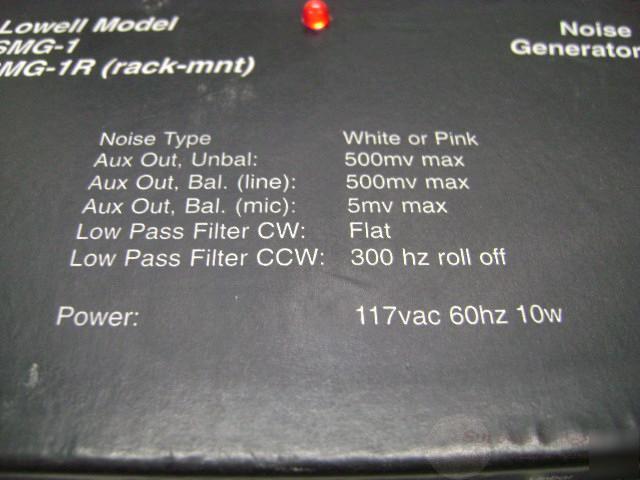 Lowell Model
SMG-1
SMG-1R (rack-mnt)
Noise
Generator
Noise Type White or Pink
Aux Out, Unbal: 500mv max
Aux Out, Bal. (line): 500mv max
Aux Out, Bal. (mic): 5mv max
Low Pass Filter CW: Flat
Low Pass Filter CCW: 300 hz roll off
Power: 117vac 60hz 10w